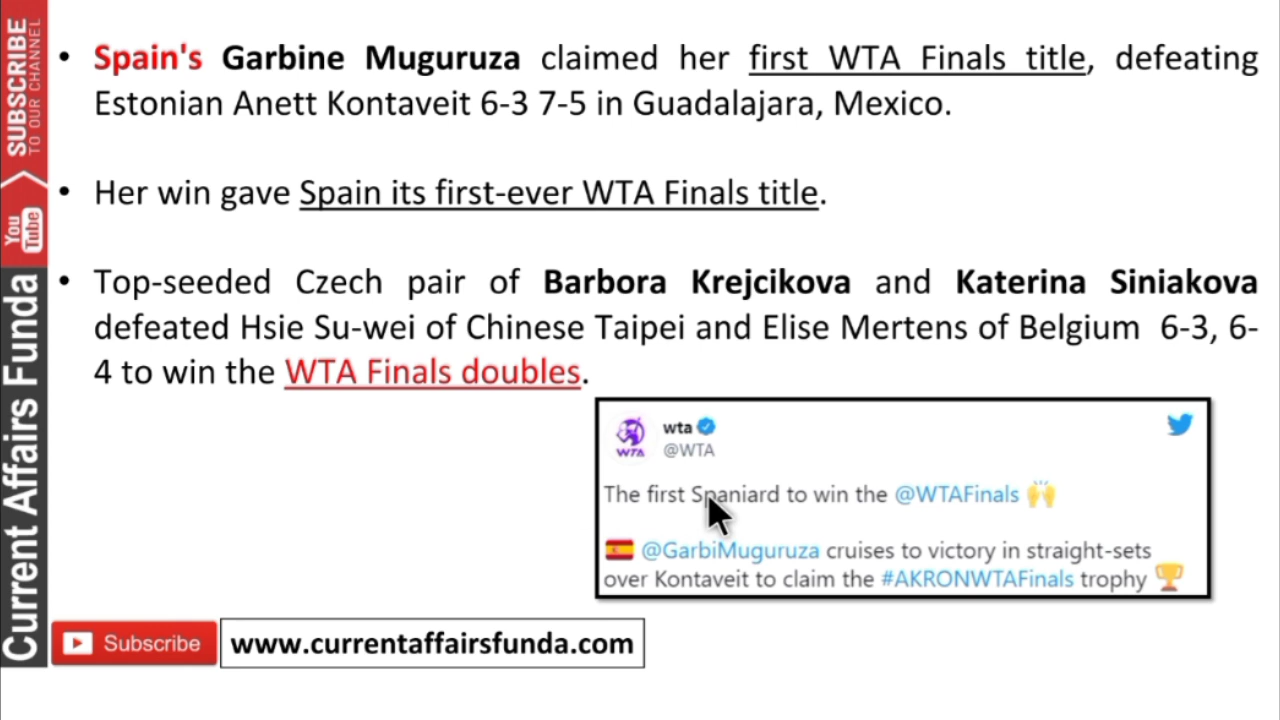 SUBSCRIBE
TO OUR CHANNEL
You
Tube
Current Affairs Funda
• Spain's Garbine Muguruza claimed her first WTA Finals title, defeating
Estonian Anett Kontaveit 6-3 7-5 in Guadalajara, Mexico.
• Her win gave Spain its first-ever WTA Finals title.
• Top-seeded Czech pair of Barbora Krejcikova and Katerina Siniakova
defeated Hsie Su-wei of Chinese Taipei and Elise Mertens of Belgium 6-3, 6-
4 to win the WTA Finals doubles.
WTA
wta
@WTA
The first Spaniard to win the @WTAFinals 🙌
🇪🇸 @GarbiMuguruza cruises to victory in straight-sets
over Kontaveit to claim the #AKRONWTAFinals trophy 🏆
Subscribe
www.currentaffairsfunda.com